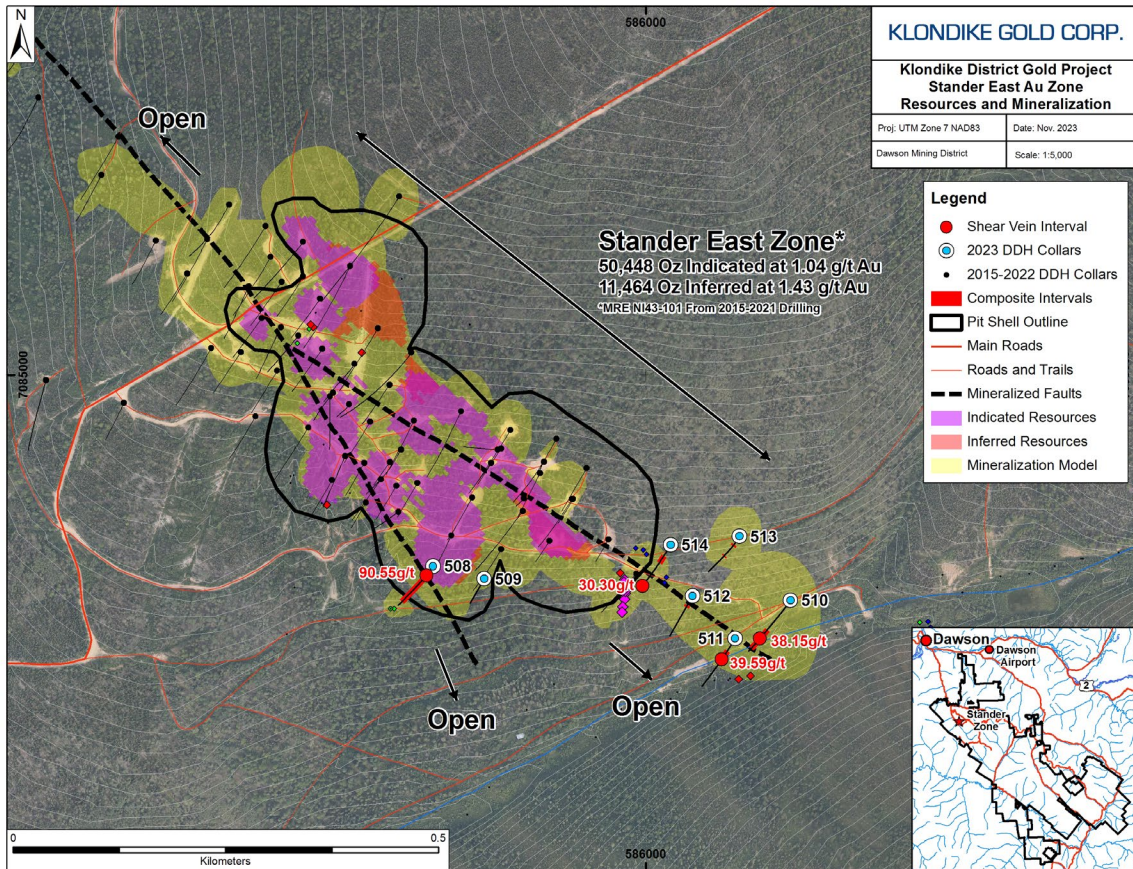 N
586000
KLONDIKE GOLD CORP.
Klondike District Gold Project
Stander East Au Zone
Resources and Mineralization
Proj: UTM Zone 7 NAD83
Date: Nov. 2023
Dawson Mining District
Scale: 1:5,000
Open
Stander East Zone*
50,448 Oz Indicated at 1.04 g/t Au
11,464 Oz Inferred at 1.43 g/t Au
*MRE NI43-101 From 2015-2021 Drilling
Legend
Shear Vein Interval
2023 DDH Collars
2015-2022 DDH Collars
Composite Intervals
Pit Shell Outline
Main Roads
Roads and Trails
Mineralized Faults
Indicated Resources
Inferred Resources
Mineralization Model
7085000
513
514
508
90.55g/t
509
30.30g/t
512
510
511
38.15g/t
39.59g/t
Open
Open
Dawson
Dawson
Airport
2
Stander
Zone
0
0.5
Kilometers
586000